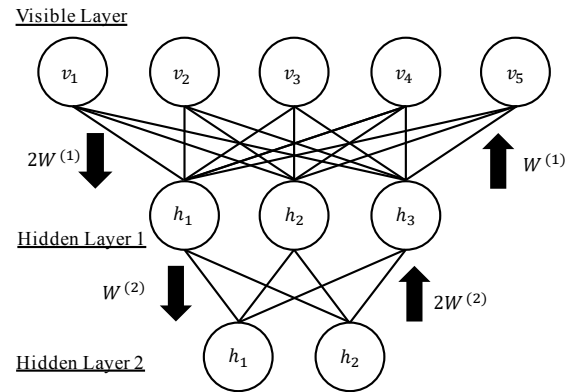 Visible Layer
v₁ v₂ v₃ v₄ v₅
2W⁽¹⁾ W⁽¹⁾
h₁ h₂ h₃
Hidden Layer 1
W⁽²⁾ 2W⁽²⁾
h₁ h₂
Hidden Layer 2